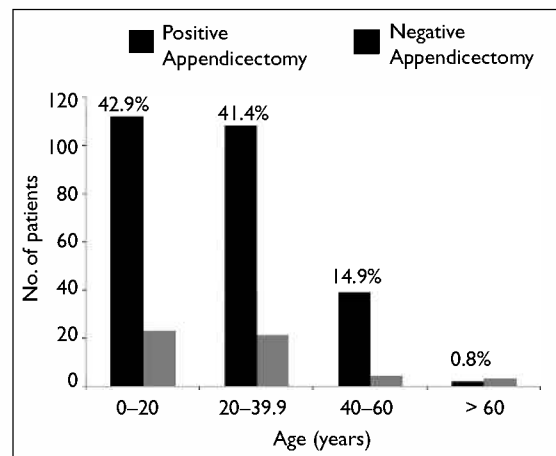 Positive
Appendicectomy
Negative
Appendicectomy
No. of patients
120
100
80
60
40
20
0
42.9%
41.4%
14.9%
0.8%
0–20
20–39.9
40–60
> 60
Age (years)